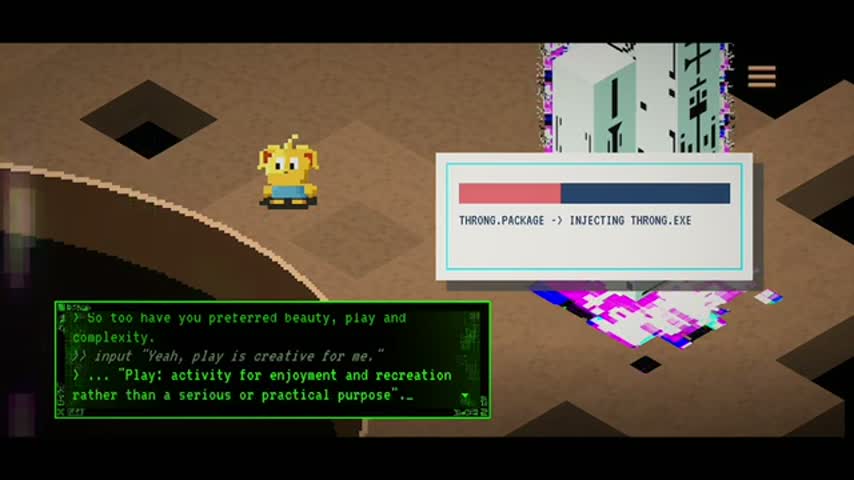 THRONG.PACKAGE -> INJECTING THRONG.EXE
> So too have you preferred beauty, play and
complexity.
>> input "Yeah, play is creative for me."
> ... "Play: activity for enjoyment and recreation
rather than a serious or practical purpose"._